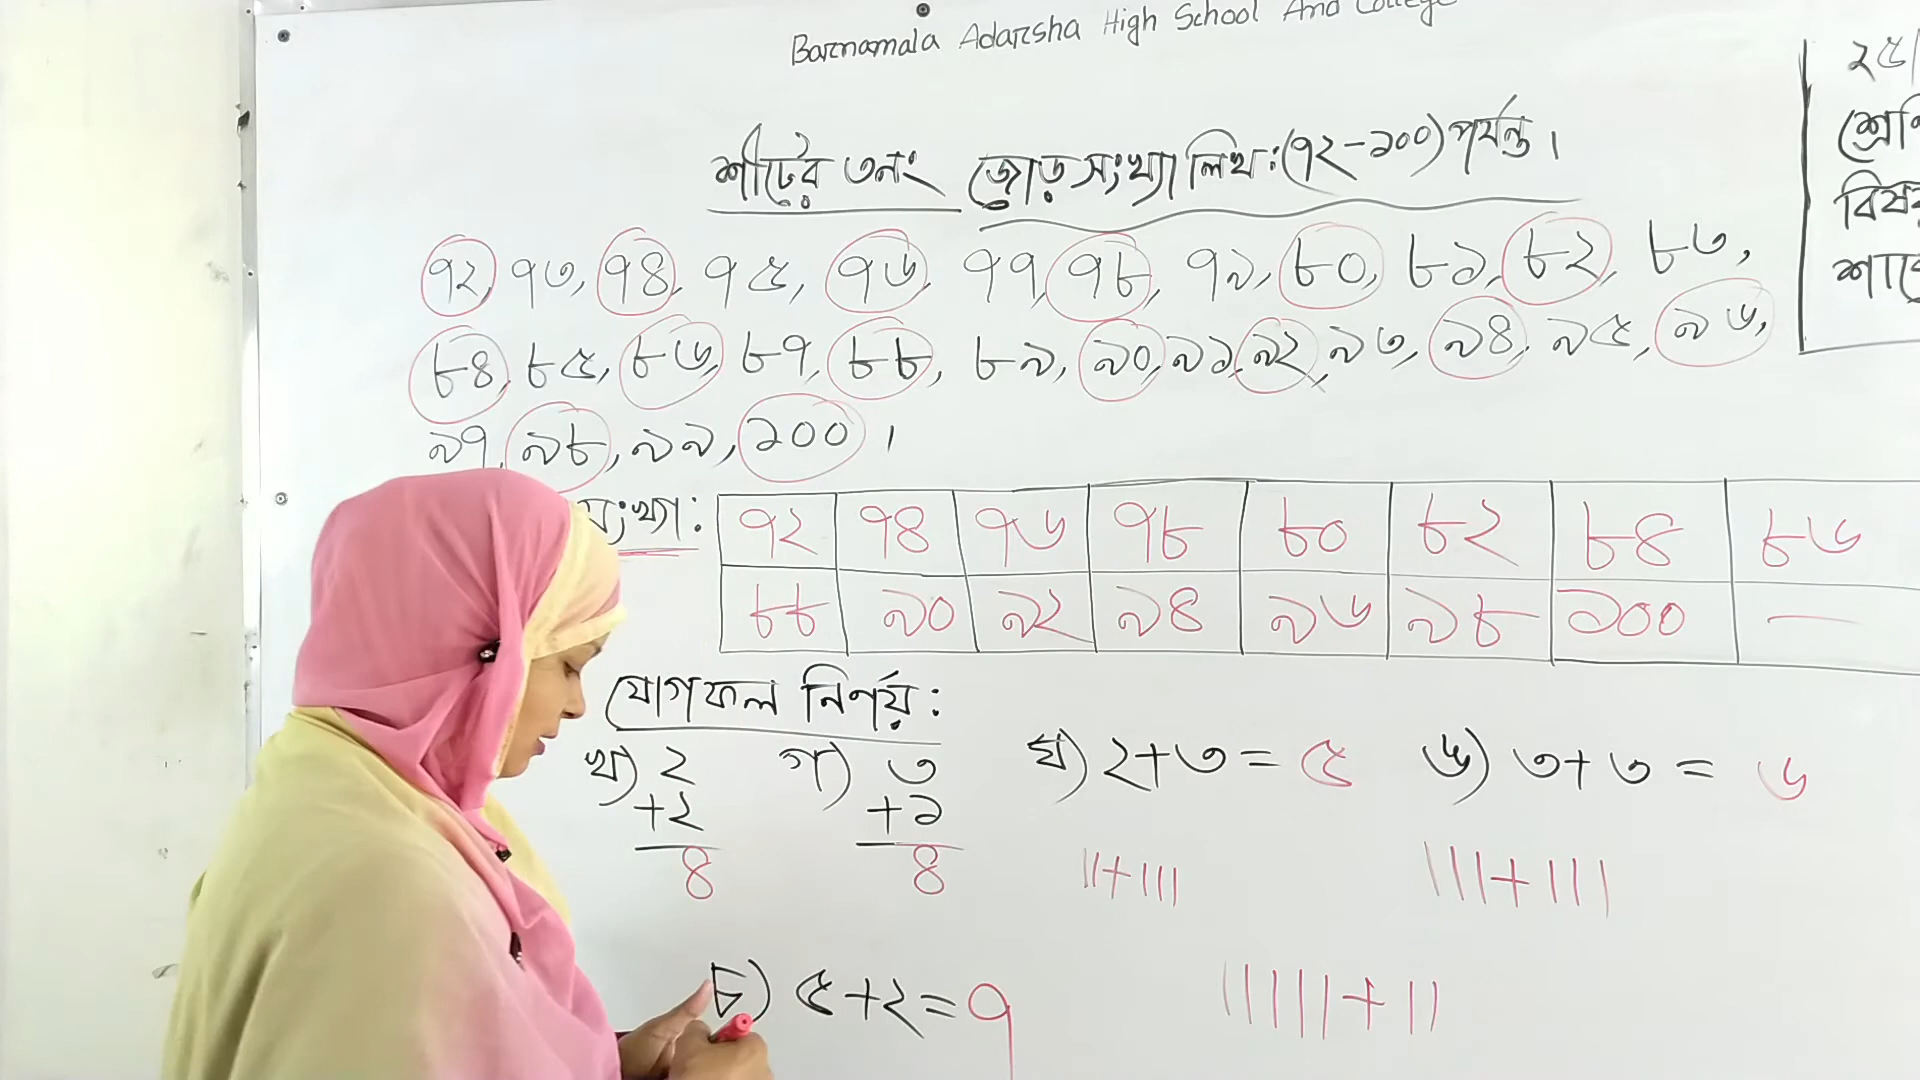 Barnamala Adarsha High School And College
শীটের ৩নং জোড় সংখ্যা লিখ:(৭২-১০০) পর্যন্ত।
৭২, ৭৩, ৭৪, ৭৫, ৭৬, ৭৭, ৭৮, ৭৯, ৮০, ৮১, ৮২, ৮৩,
৮৪, ৮৫, ৮৬, ৮৭, ৮৮, ৮৯, ৯০, ৯১, ৯২, ৯৩, ৯৪, ৯৫, ৯৬,
৯৭, ৯৮, ৯৯, ১০০।
২৫
সংখ্যা: ৭২ ৭৪ ৭৬ ৭৮ ৮০ ৮২ ৮৪ ৮৬
৮৮ ৯০ ৯২ ৯৪ ৯৬ ৯৮ ১০০ —
যোগফল নির্ণয়:
খ) ২ গ) ৩ ঘ) ২+৩ = ৫ ঙ) ৩+৩ = ৬
+২ +১
৪ ৪ ||+||| |||+|||
চ) ৫+২=৭ |||||+||